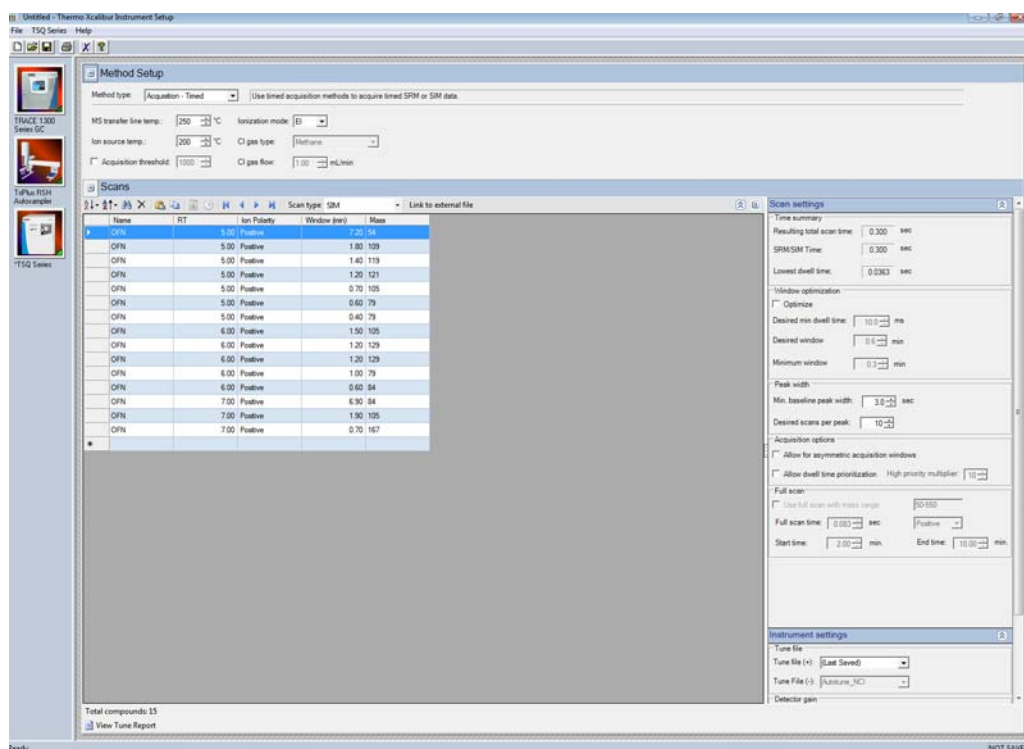 Untitled - Thermo Xcalibur Instrument Setup
File TSQ Series Help
TRACE 1300 Series GC
TriPlus RSH Autosampler
*TSQ Series
Method Setup
Method type: Acquisition - Timed Use timed acquisition methods to acquire timed SRM or SIM data.
MS transfer line temp.: 250 °C Ionization mode: EI
Ion source temp.: 200 °C CI gas type: Methane
Acquisition threshold: 1000 CI gas flow: 1.00 mL/min
Scans
Scan type SIM Link to external file
Name RT Ion Polarity Window (min) Mass
OFN 5.00 Positive 7.20 54
OFN 5.00 Positive 1.80 109
OFN 5.00 Positive 1.40 119
OFN 5.00 Positive 1.20 121
OFN 5.00 Positive 0.70 105
OFN 5.00 Positive 0.60 79
OFN 5.00 Positive 0.40 79
OFN 6.00 Positive 1.50 105
OFN 6.00 Positive 1.20 129
OFN 6.00 Positive 1.20 129
OFN 6.00 Positive 1.00 79
OFN 6.00 Positive 0.60 84
OFN 7.00 Positive 6.90 84
OFN 7.00 Positive 1.90 105
OFN 7.00 Positive 0.70 167
Scan settings
Time summary
Resulting total scan time: 0.300 sec
SRM/SIM Time: 0.300 sec
Lowest dwell time: 0.0363 sec
Window optimization
Optimize
Desired min dwell time: 10.0 ms
Desired window 0.6 min
Minimum window 0.3 min
Peak width
Min. baseline peak width: 3.0 sec
Desired scans per peak: 10
Acquisition options
Allow for asymmetric acquisition windows
Allow dwell time prioritization High priority multiplier: 10
Full scan
Use full scan with mass range 50-550
Full scan time: 0.083 sec Positive
Start time: 2.00 min. End time: 10.00 min.
Instrument settings
Tune file
Tune file (+): (Last Saved)
Tune File (-): Autotune_NCI
Detector gain
Total compounds: 15
View Tune Report
Ready
NOT SAVED